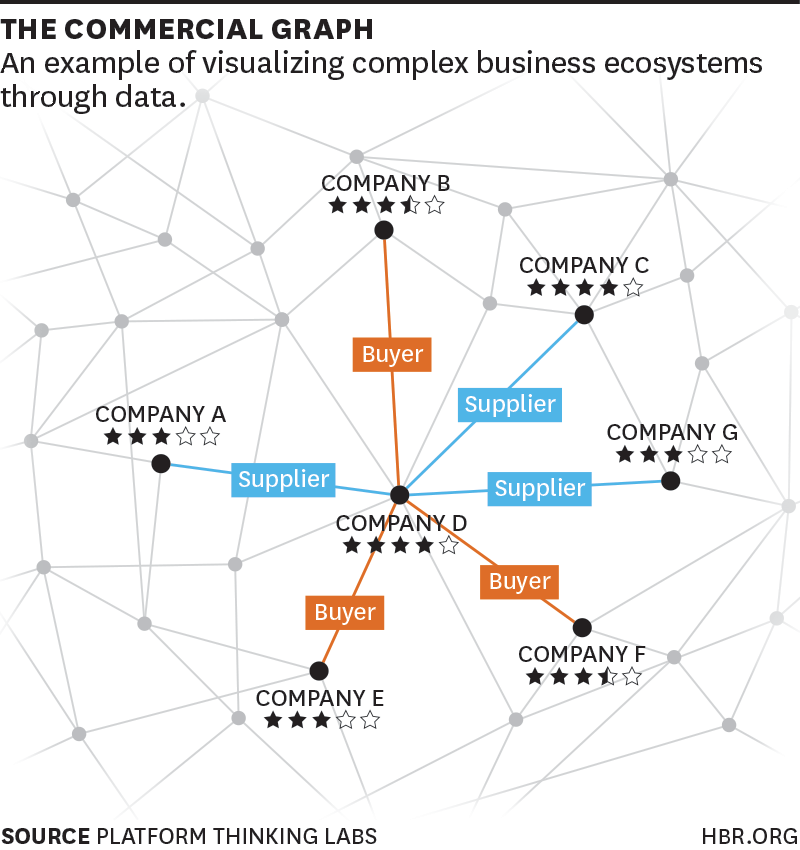 THE COMMERCIAL GRAPH
An example of visualizing complex business ecosystems
through data.
COMPANY B
COMPANY C
Buyer
Supplier
COMPANY A
COMPANY G
Supplier
Supplier
COMPANY D
Buyer
Buyer
COMPANY F
COMPANY E
SOURCE PLATFORM THINKING LABS
HBR.ORG